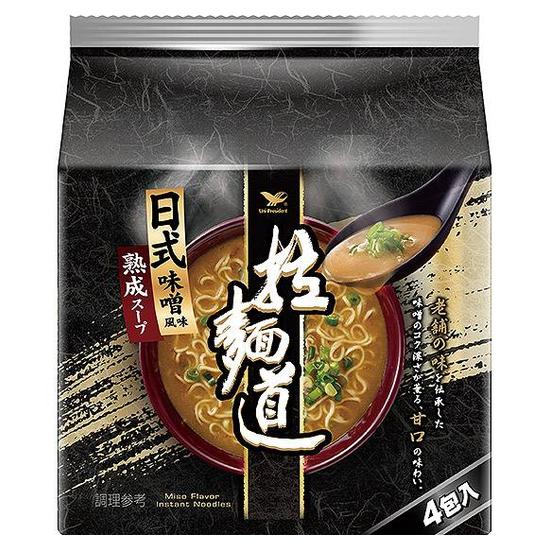 Uni-President
拉麵道
日式
味噌
風味
熟成スープ
老舗の味を伝承した
味噌のコク深さが薫る
甘口の味わい。
調理參考
Miso Flavor
Instant Noodles
4包入